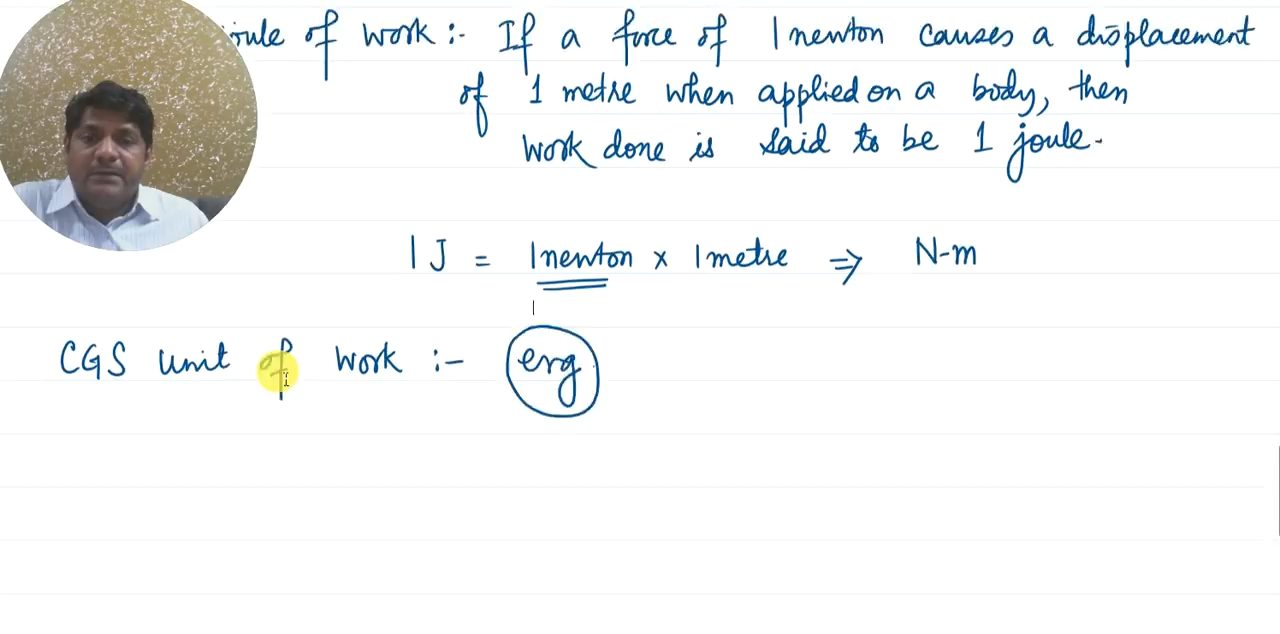 of work :- If a force of 1 newton causes a displacement
of 1 metre when applied on a body, then
work done is said to be 1 joule.
1 J = 1 newton x 1 metre ⇒ N-m
CGS unit of work :- erg